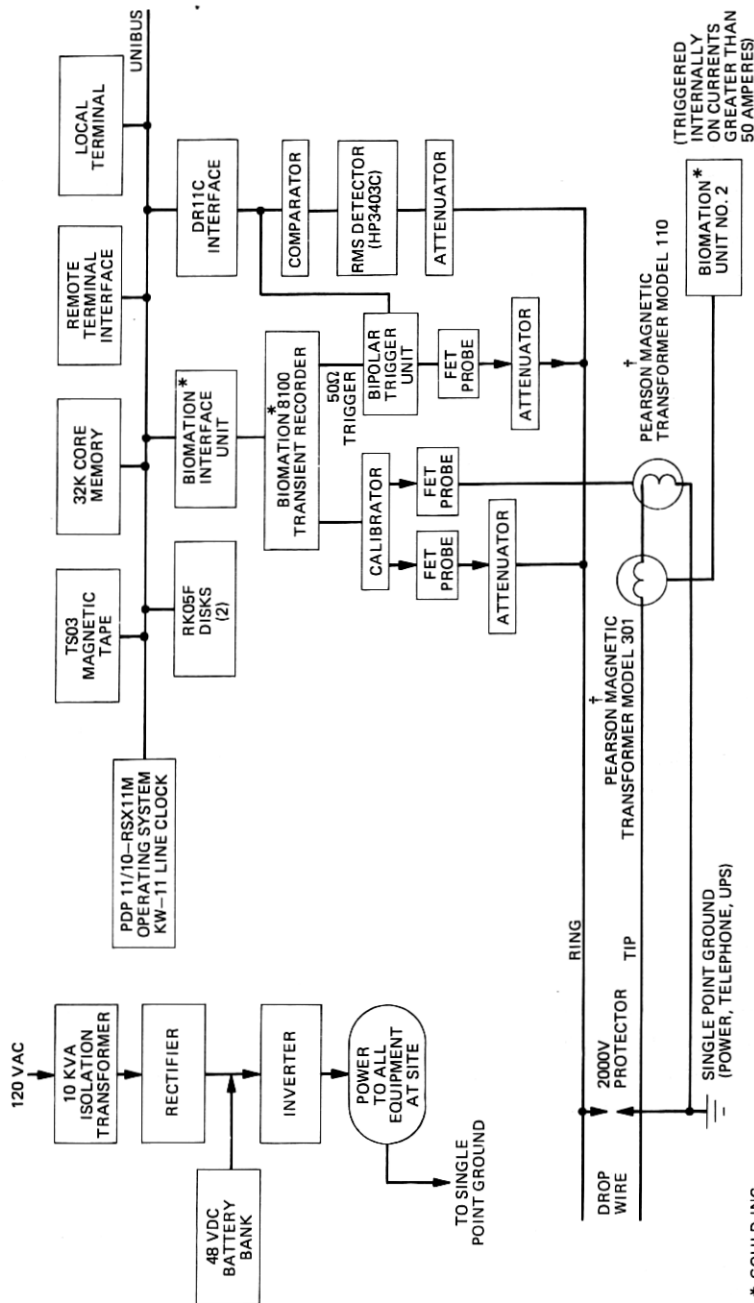 120 VAC
10 KVA
ISOLATION
TRANSFORMER
RECTIFIER
48 VDC
BATTERY
BANK
INVERTER
POWER
TO ALL
EQUIPMENT
AT SITE
TO SINGLE
POINT GROUND
PDP 11/10–RSX11M
OPERATING SYSTEM
KW–11 LINE CLOCK
TS03
MAGNETIC
TAPE
32K CORE
MEMORY
REMOTE
TERMINAL
INTERFACE
LOCAL
TERMINAL
UNIBUS
RK05F
DISKS
(2)
BIOMATION*
INTERFACE
UNIT
DR11C
INTERFACE
BIOMATION 8100*
TRANSIENT RECORDER
50Ω
TRIGGER
COMPARATOR
RMS DETECTOR
(HP3403C)
ATTENUATOR
CALIBRATOR
BIPOLAR
TRIGGER
UNIT
FET
PROBE
FET
PROBE
FET
PROBE
ATTENUATOR
ATTENUATOR
RING
TIP
DROP
WIRE
2000V
PROTECTOR
SINGLE POINT GROUND
(POWER, TELEPHONE, UPS)
PEARSON MAGNETIC†
TRANSFORMER MODEL 301
PEARSON MAGNETIC†
TRANSFORMER MODEL 110
BIOMATION*
UNIT NO. 2
(TRIGGERED
INTERNALLY
ON CURRENTS
GREATER THAN
50 AMPERES)